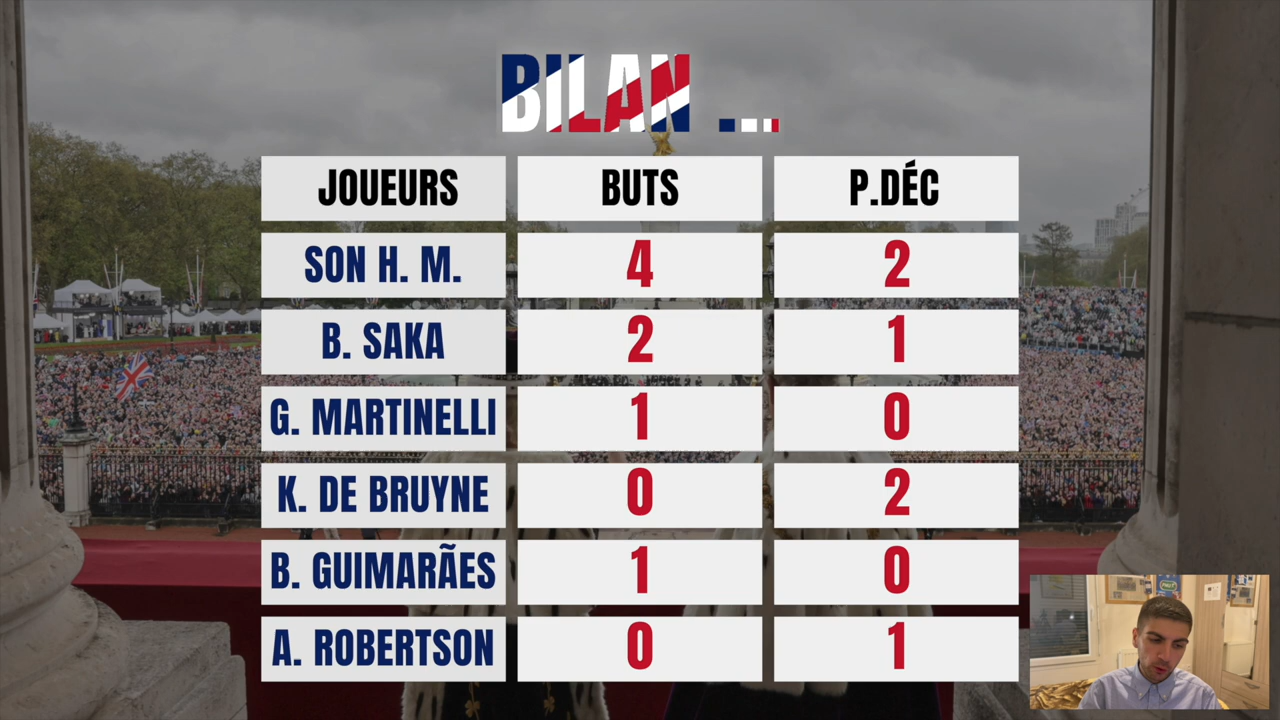 BILAN ...
JOUEURS BUTS P.DÉC
SON H. M. 4 2
B. SAKA 2 1
G. MARTINELLI 1 0
K. DE BRUYNE 0 2
B. GUIMARÃES 1 0
A. ROBERTSON 0 1